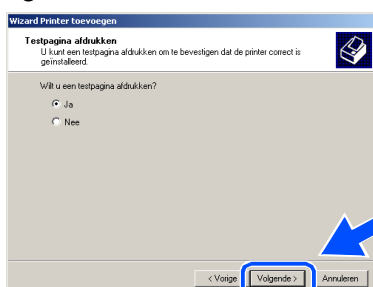 Wizard Printer toevoegen
Testpagina afdrukken
U kunt een testpagina afdrukken om te bevestigen dat de printer correct is
geïnstalleerd.
Wilt u een testpagina afdrukken?
Ja
Nee
< Vorige
Volgende >
Annuleren